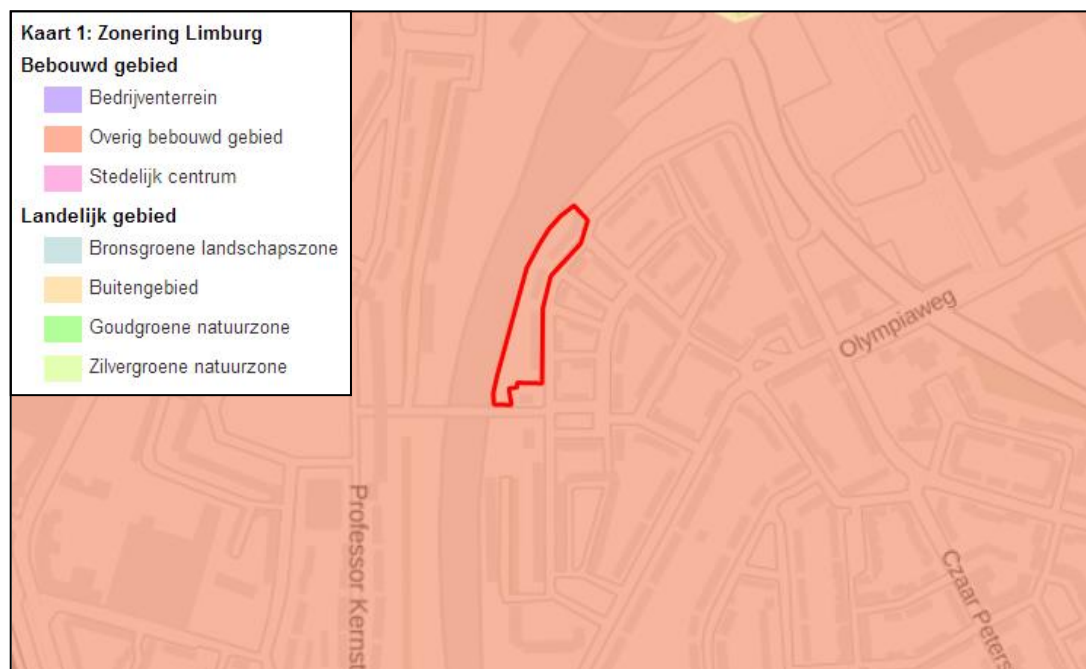 Kaart 1: Zonering Limburg
Bebouwd gebied
Bedrijventerrein
Overig bebouwd gebied
Stedelijk centrum
Landelijk gebied
Bronsgroene landschapszone
Buitengebied
Goudgroene natuurzone
Zilvergroene natuurzone
Olympiaweg
Professor Kernst
Czaar Peter